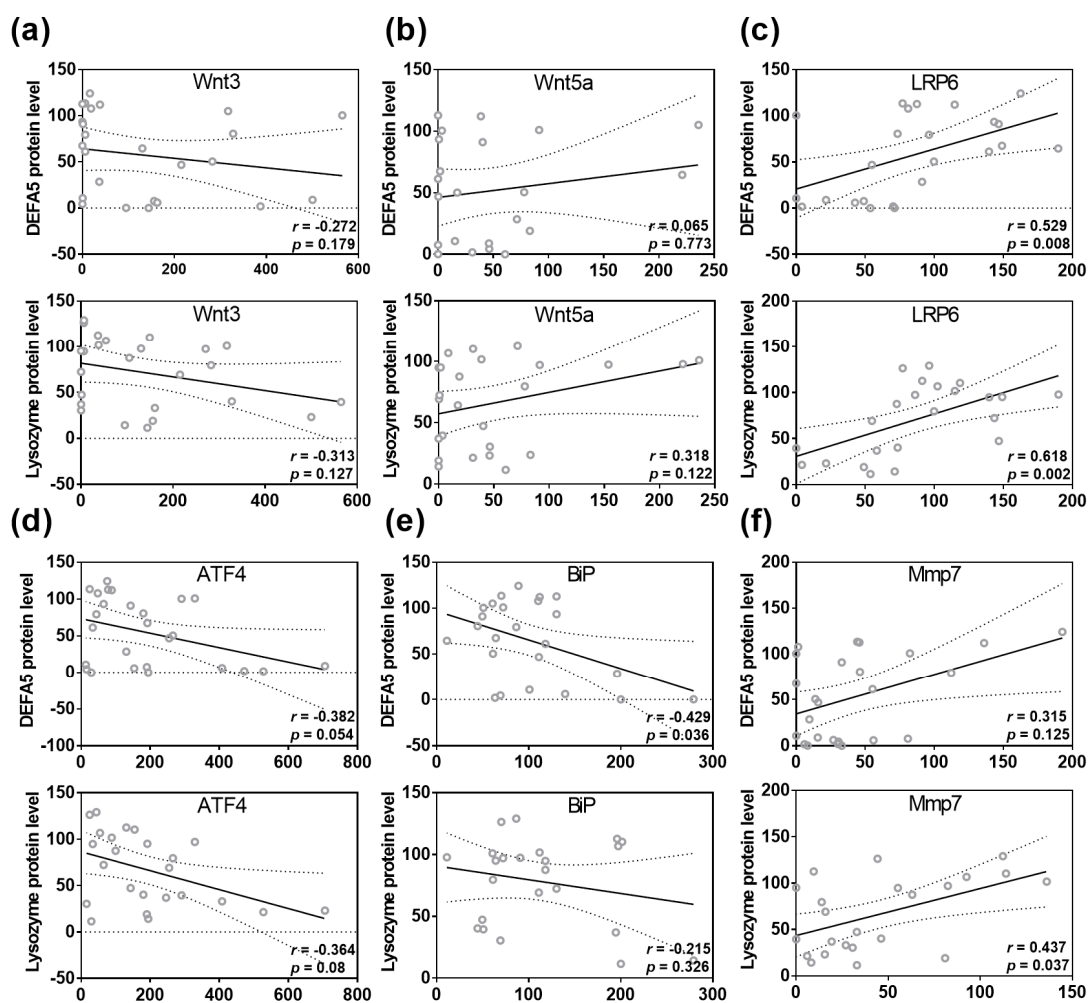 (a)
Wnt3
DEFA5 protein level
150
100
50
0
-50
0
200
400
600
r = -0.272
p = 0.179
(b)
Wnt5a
DEFA5 protein level
150
100
50
0
0
50
100
150
200
250
r = 0.065
p = 0.773
(c)
LRP6
DEFA5 protein level
150
100
50
0
-50
0
50
100
150
200
r = 0.529
p = 0.008
Wnt3
Lysozyme protein level
150
100
50
0
-50
0
200
400
600
r = -0.313
p = 0.127
Wnt5a
Lysozyme protein level
150
100
50
0
0
50
100
150
200
250
r = 0.318
p = 0.122
LRP6
Lysozyme protein level
200
150
100
50
0
0
50
100
150
200
r = 0.618
p = 0.002
(d)
ATF4
DEFA5 protein level
150
100
50
0
-50
-100
0
200
400
600
800
r = -0.382
p = 0.054
(e)
BiP
DEFA5 protein level
150
100
50
0
-50
0
100
200
300
r = -0.429
p = 0.036
(f)
Mmp7
DEFA5 protein level
200
150
100
50
0
0
50
100
150
200
r = 0.315
p = 0.125
ATF4
Lysozyme protein level
150
100
50
0
-50
0
200
400
600
800
r = -0.364
p = 0.08
BiP
Lysozyme protein level
150
100
50
0
0
100
200
300
r = -0.215
p = 0.326
Mmp7
Lysozyme protein level
200
150
100
50
0
0
50
100
150
r = 0.437
p = 0.037